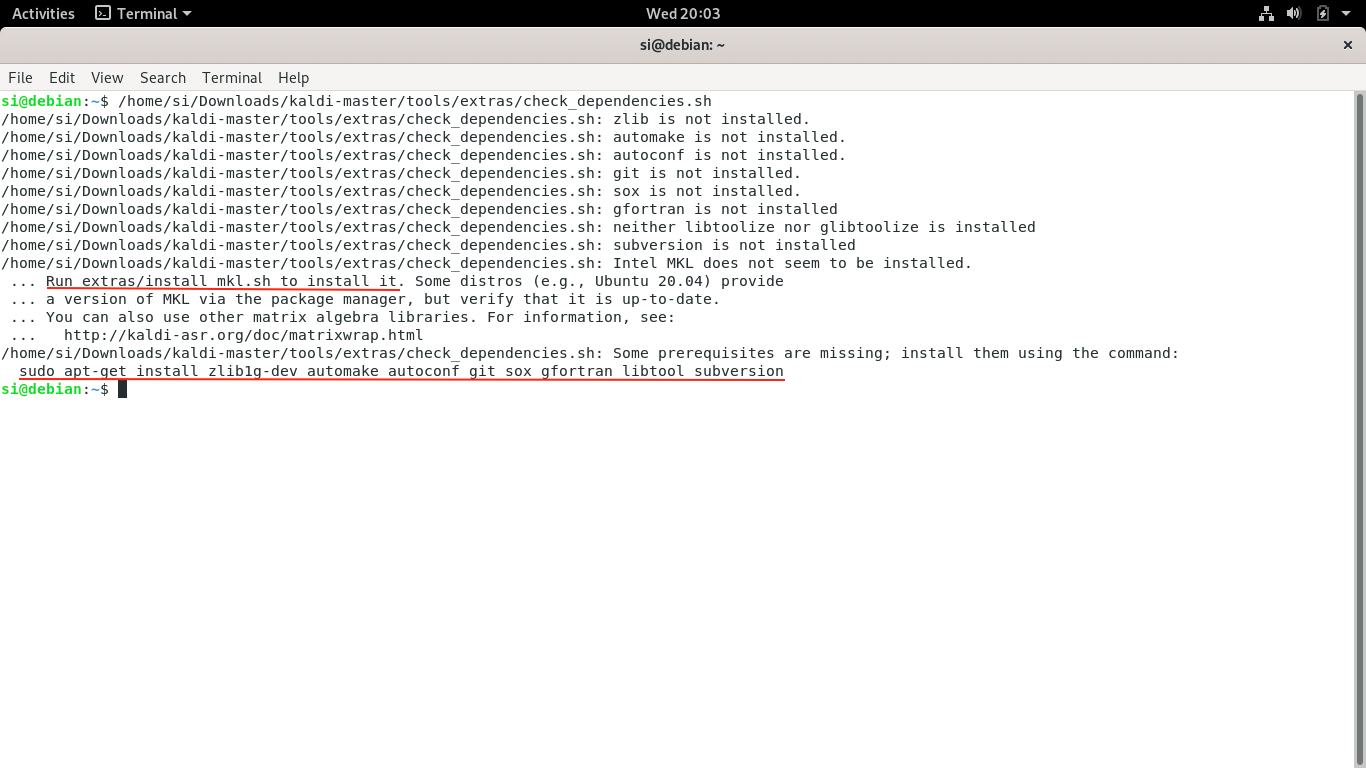 Activities Terminal Wed 20:03
si@debian: ~ ×
File Edit View Search Terminal Help
si@debian:~$ /home/si/Downloads/kaldi-master/tools/extras/check_dependencies.sh
/home/si/Downloads/kaldi-master/tools/extras/check_dependencies.sh: zlib is not installed.
/home/si/Downloads/kaldi-master/tools/extras/check_dependencies.sh: automake is not installed.
/home/si/Downloads/kaldi-master/tools/extras/check_dependencies.sh: autoconf is not installed.
/home/si/Downloads/kaldi-master/tools/extras/check_dependencies.sh: git is not installed.
/home/si/Downloads/kaldi-master/tools/extras/check_dependencies.sh: sox is not installed.
/home/si/Downloads/kaldi-master/tools/extras/check_dependencies.sh: gfortran is not installed
/home/si/Downloads/kaldi-master/tools/extras/check_dependencies.sh: neither libtoolize nor glibtoolize is installed
/home/si/Downloads/kaldi-master/tools/extras/check_dependencies.sh: subversion is not installed
/home/si/Downloads/kaldi-master/tools/extras/check_dependencies.sh: Intel MKL does not seem to be installed.
 ... Run extras/install_mkl.sh to install it. Some distros (e.g., Ubuntu 20.04) provide
 ... a version of MKL via the package manager, but verify that it is up-to-date.
 ... You can also use other matrix algebra libraries. For information, see:
 ...   http://kaldi-asr.org/doc/matrixwrap.html
/home/si/Downloads/kaldi-master/tools/extras/check_dependencies.sh: Some prerequisites are missing; install them using the command:
  sudo apt-get install zlib1g-dev automake autoconf git sox gfortran libtool subversion
si@debian:~$